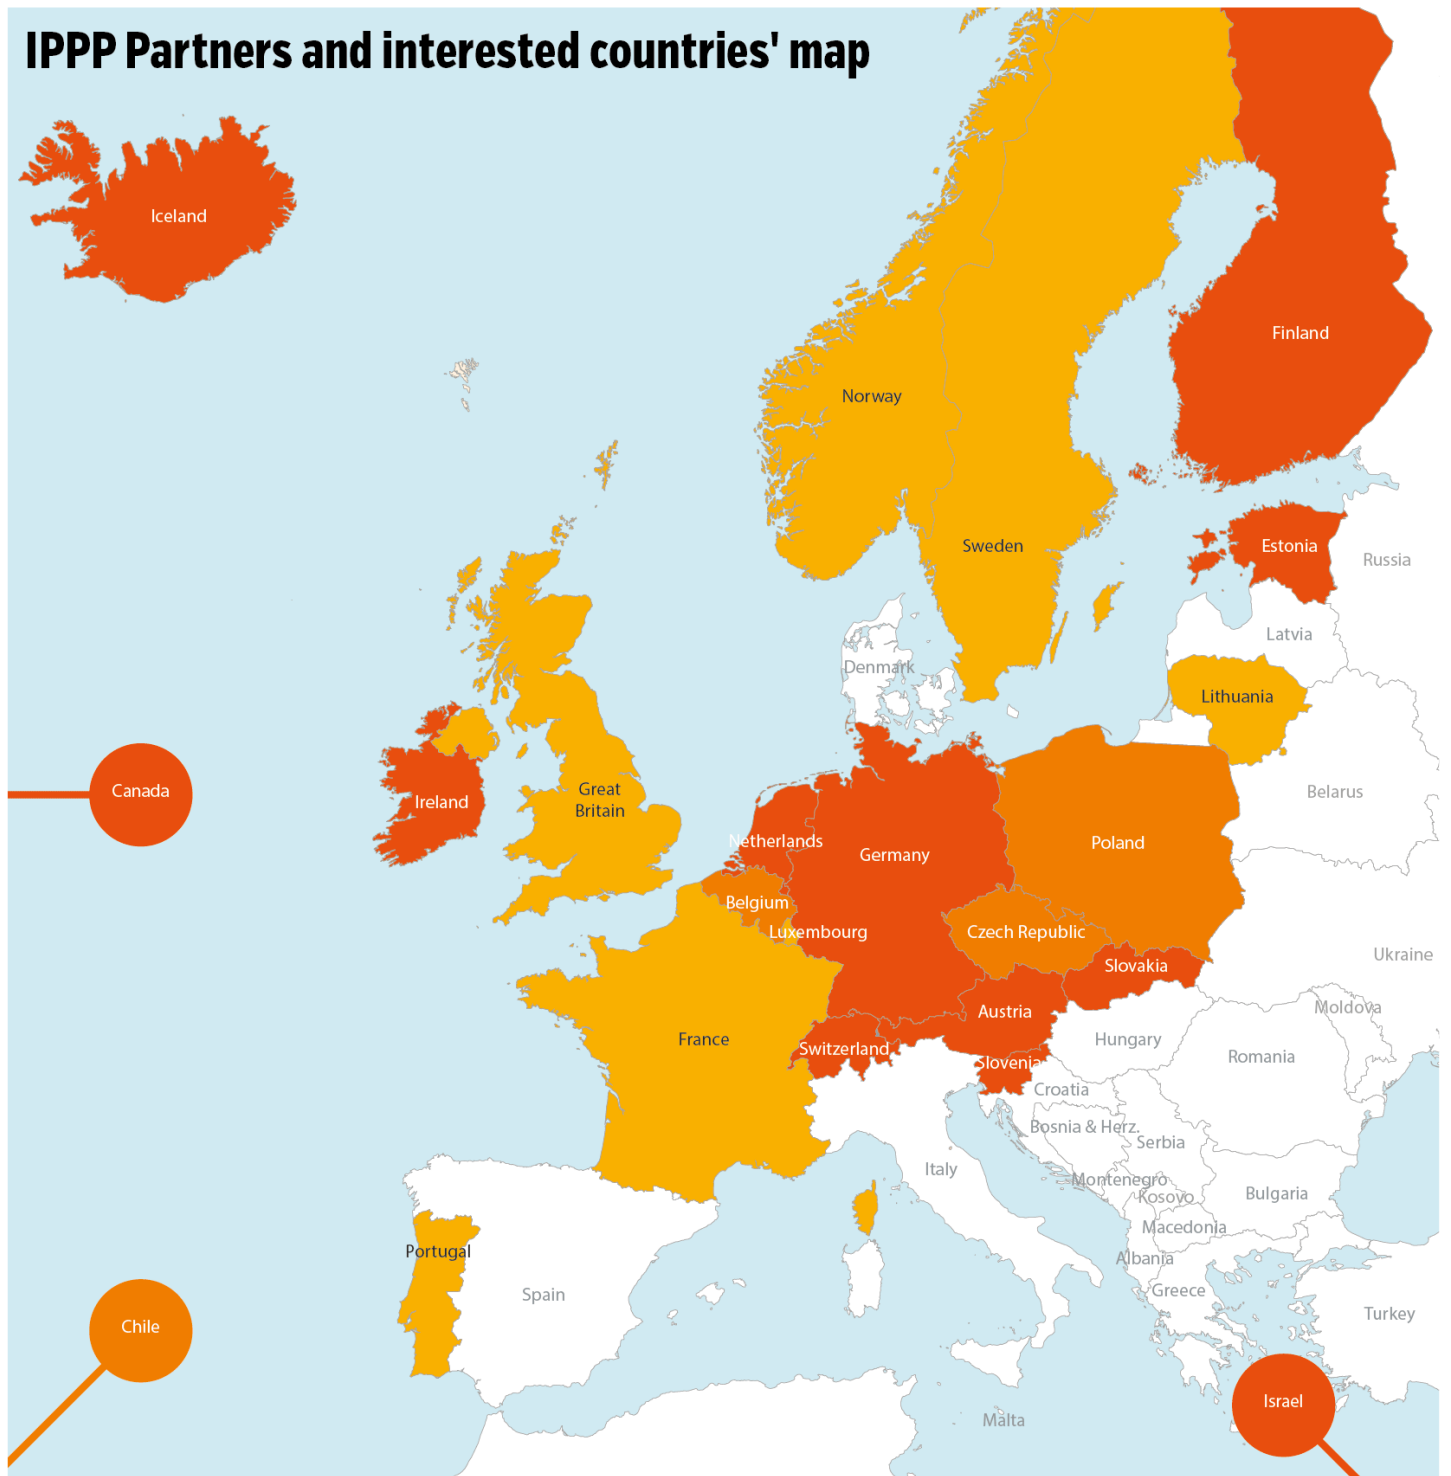 IPPP Partners and interested countries' map
Iceland
Finland
Norway
Sweden
Estonia
Russia
Latvia
Denmark
Lithuania
Canada
Ireland
Great
Britain
Belarus
Netherlands
Germany
Poland
Belgium
Luxembourg
Czech Republic
Slovakia
Ukraine
Austria
Moldova
France
Switzerland
Hungary
Slovenia
Romania
Croatia
Bosnia & Herz.
Serbia
Italy
Montenegro
Kosovo
Bulgaria
Macedonia
Portugal
Albania
Spain
Greece
Turkey
Chile
Israel
Malta